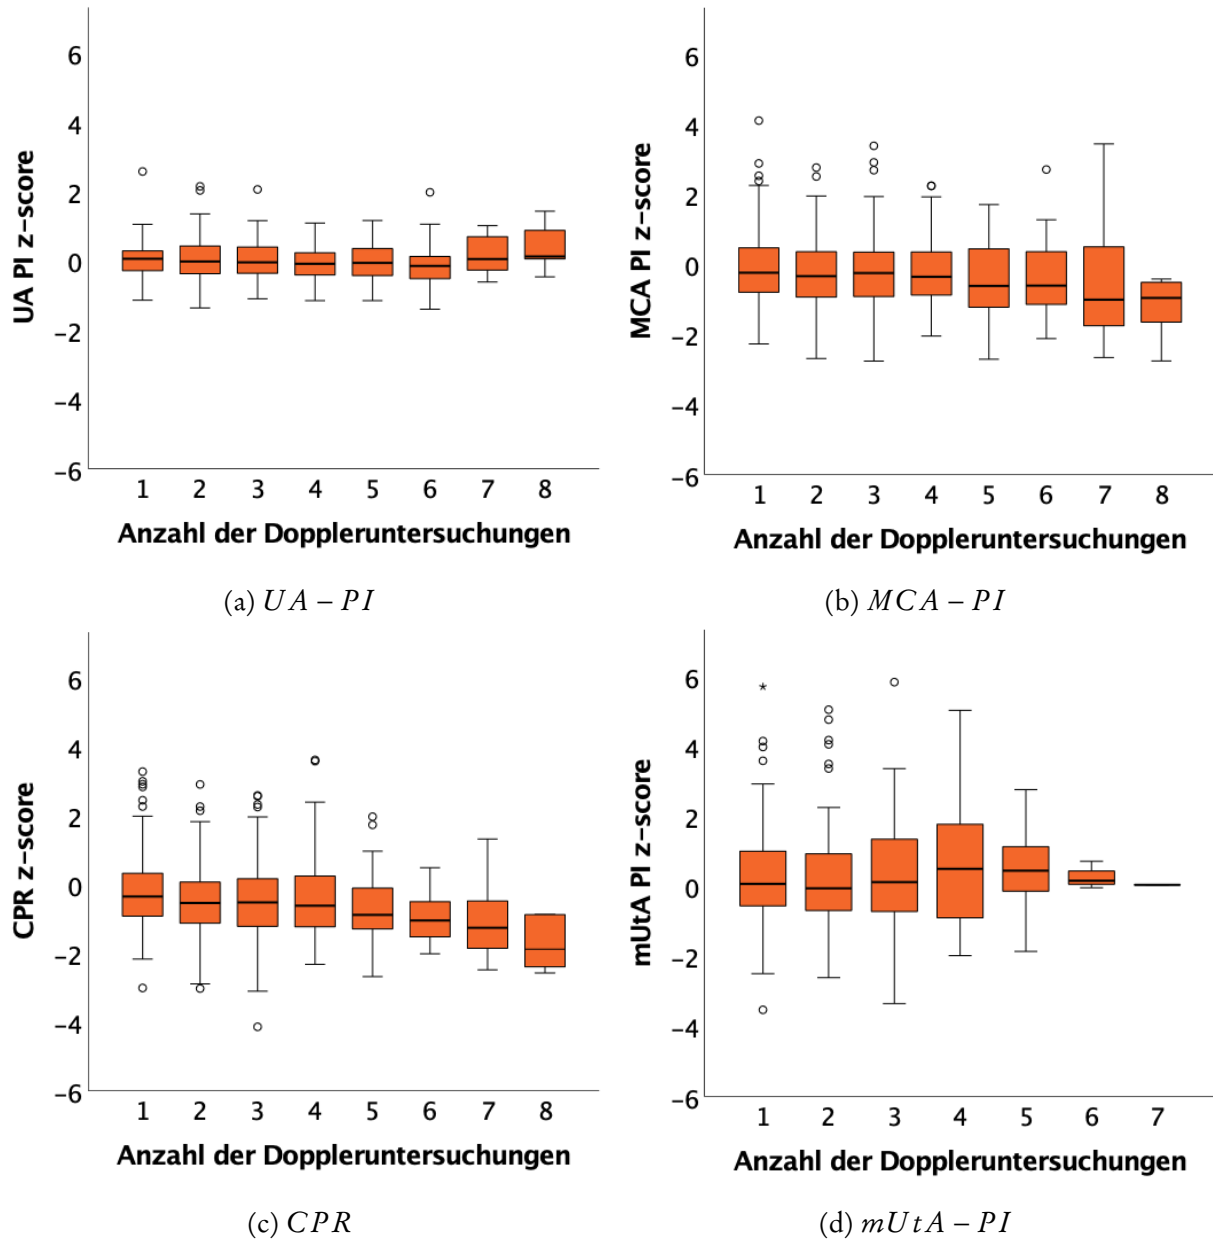 6
4
2
0
−2
−4
−6
UA PI z−score
1 2 3 4 5 6 7 8
Anzahl der Doppleruntersuchungen
(a) UA – PI
6
4
2
0
−2
−4
−6
MCA PI z−score
1 2 3 4 5 6 7 8
Anzahl der Doppleruntersuchungen
(b) MCA – PI
6
4
2
0
−2
−4
−6
CPR z−score
1 2 3 4 5 6 7 8
Anzahl der Doppleruntersuchungen
(c) CPR
6
4
2
0
−2
−4
−6
mUtA PI z−score
1 2 3 4 5 6 7
Anzahl der Doppleruntersuchungen
(d) mUtA – PI